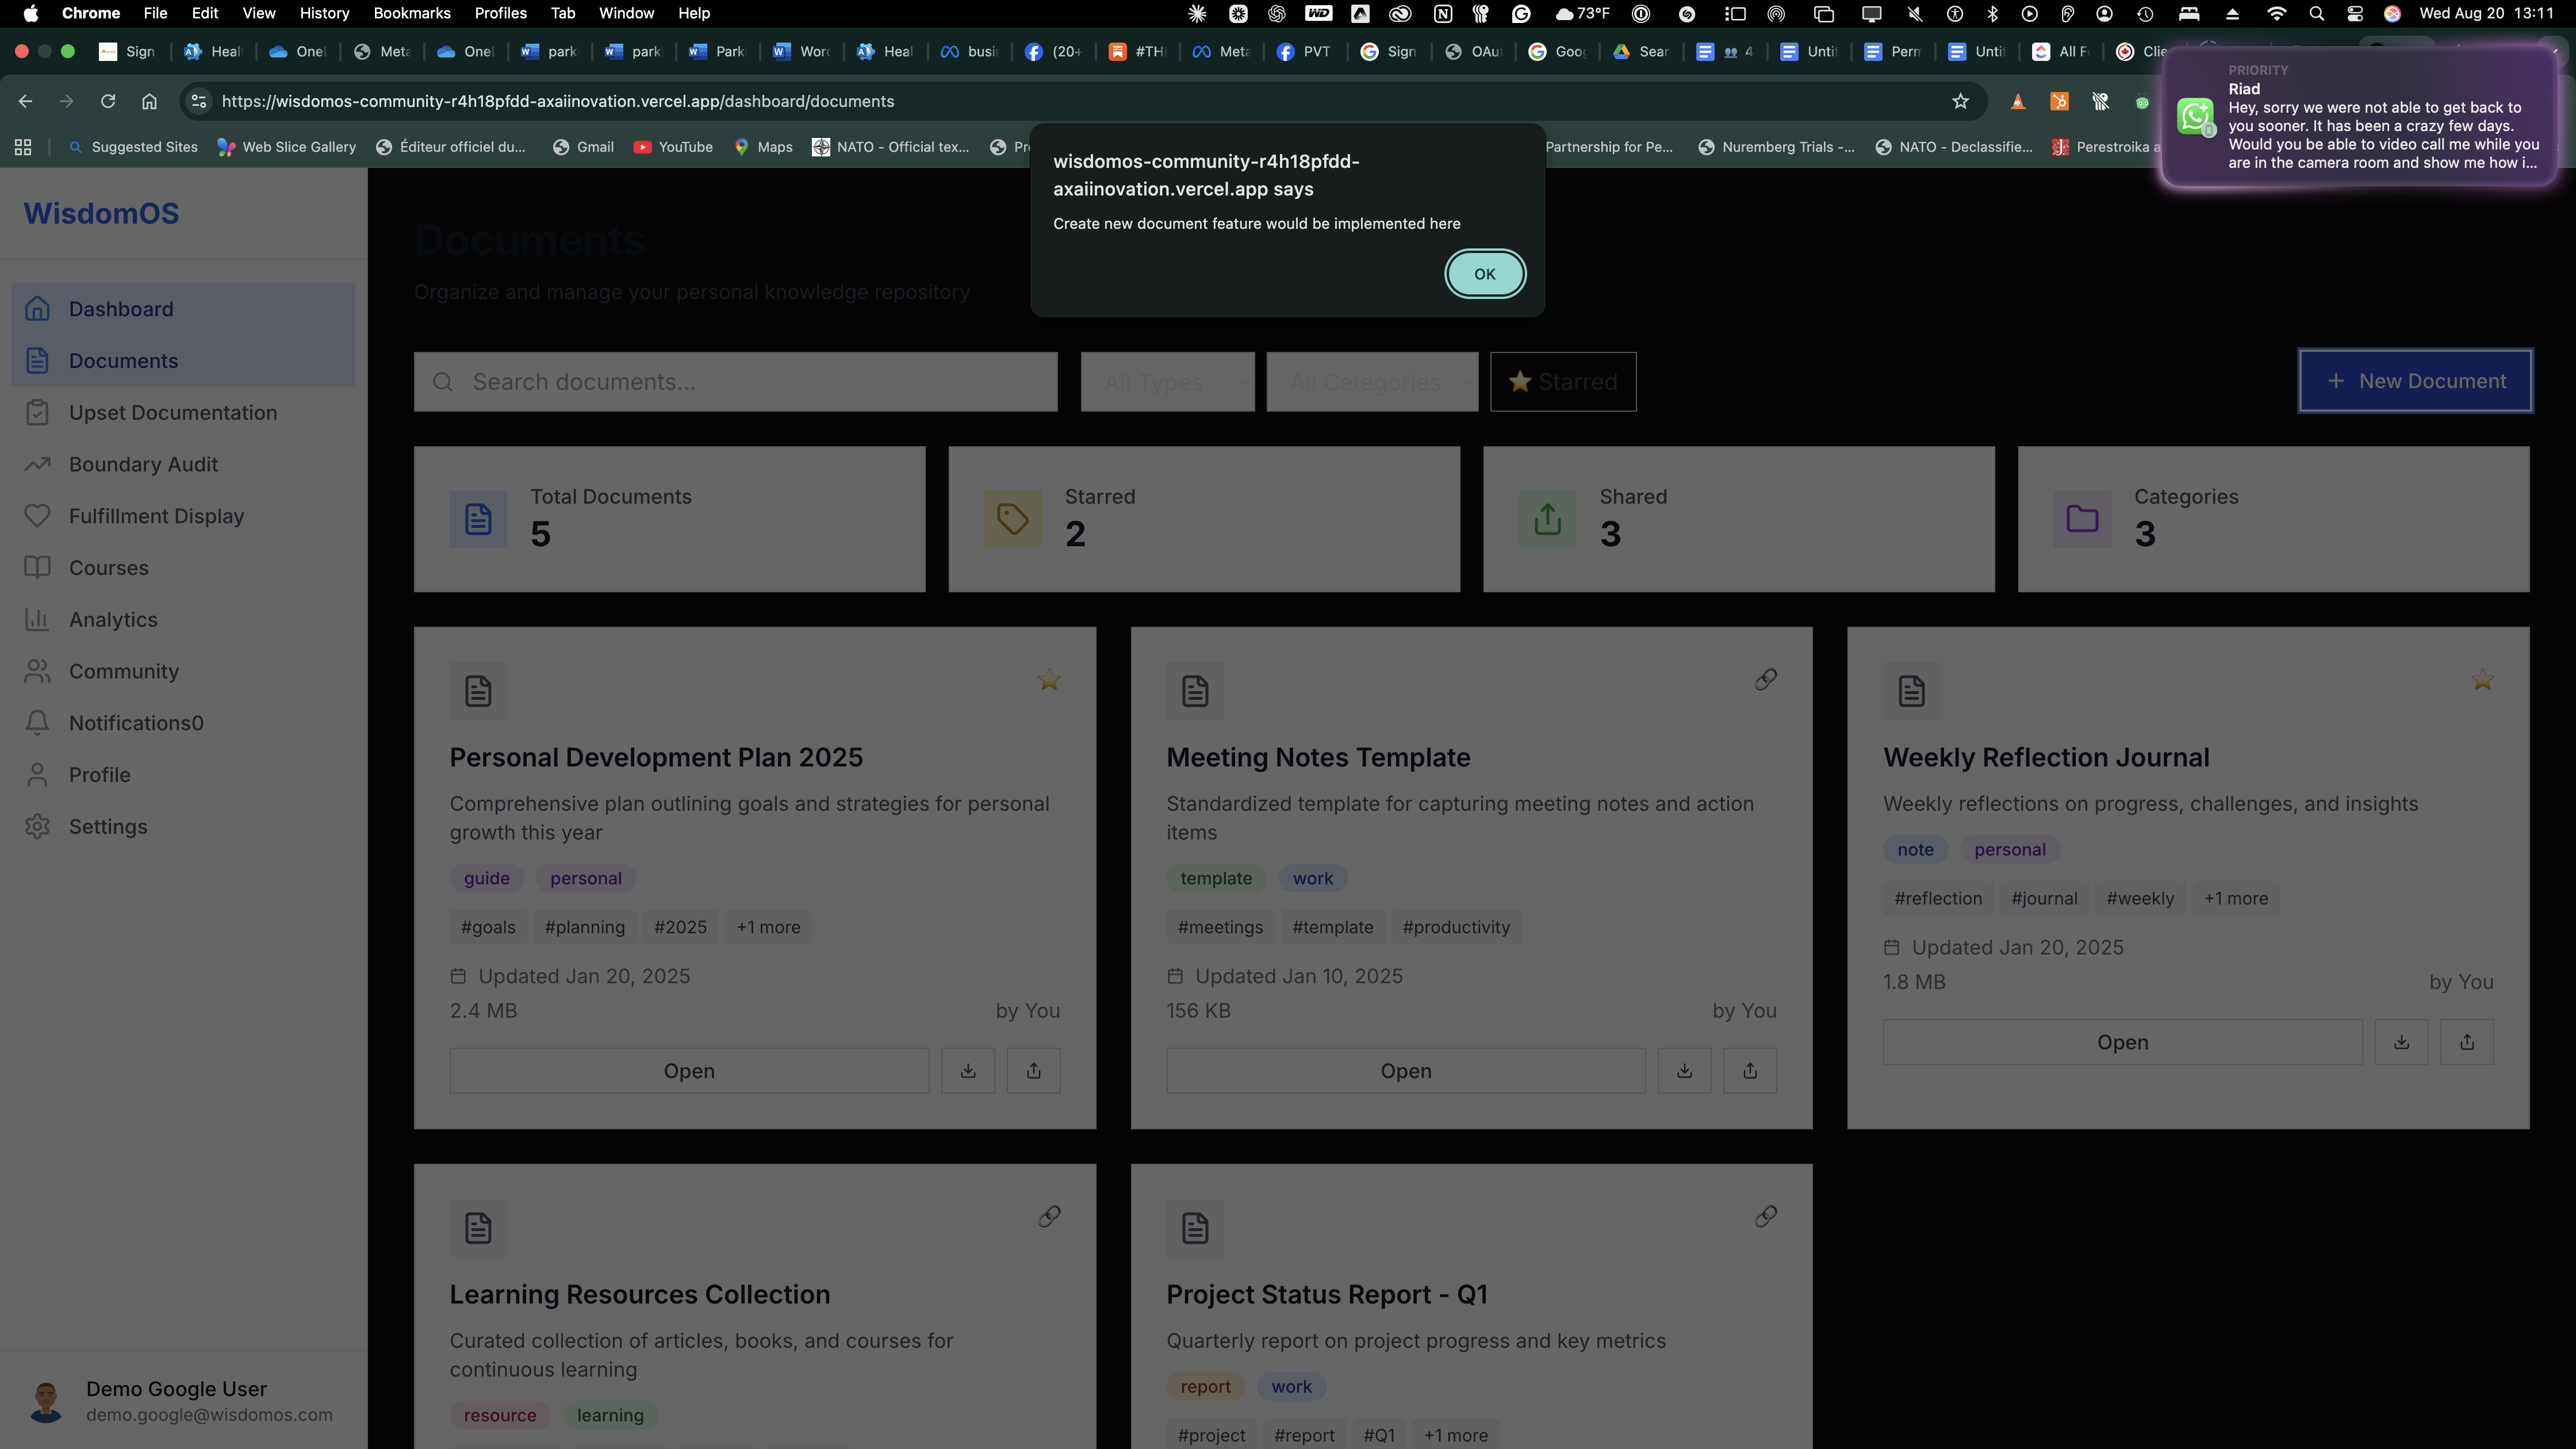 Chrome File Edit View History Bookmarks Profiles Tab Window Help
73°F
Wed Aug 20 13:11
Sign
Heal
OneI
Meta
OneI
park
park
Park
Word
Heal
busi
(20+
#TH
Meta
PVT
Sign
OAu
Goog
Sear
4
Untit
Perm
Untit
All F
Clie
https://wisdomos-community-r4h18pfdd-axaiinnovation.vercel.app/dashboard/documents
Suggested Sites
Web Slice Gallery
Éditeur officiel du...
Gmail
YouTube
Maps
NATO - Official tex...
Partnership for Pe...
Nuremberg Trials -...
NATO - Declassifie...
Perestroika a
PRIORITY
Riad
Hey, sorry we were not able to get back to
you sooner. It has been a crazy few days.
Would you be able to video call me while you
are in the camera room and show me how i...
wisdomos-community-r4h18pfdd-
axaiinnovation.vercel.app says
Create new document feature would be implemented here
OK
WisdomOS
Dashboard
Documents
Upset Documentation
Boundary Audit
Fulfillment Display
Courses
Analytics
Community
Notifications0
Profile
Settings
Demo Google User
demo.google@wisdomos.com
Documents
Organize and manage your personal knowledge repository
Search documents...
All Types
All Categories
⭐ Starred
+ New Document
Total Documents
5
Starred
2
Shared
3
Categories
3
Personal Development Plan 2025
Comprehensive plan outlining goals and strategies for personal
growth this year
guide personal
#goals #planning #2025 +1 more
Updated Jan 20, 2025
2.4 MB by You
Open
Meeting Notes Template
Standardized template for capturing meeting notes and action
items
template work
#meetings #template #productivity
Updated Jan 10, 2025
156 KB by You
Open
Weekly Reflection Journal
Weekly reflections on progress, challenges, and insights
note personal
#reflection #journal #weekly +1 more
Updated Jan 20, 2025
1.8 MB by You
Open
Learning Resources Collection
Curated collection of articles, books, and courses for
continuous learning
resource learning
Project Status Report - Q1
Quarterly report on project progress and key metrics
report work
#project #report #Q1 +1 more